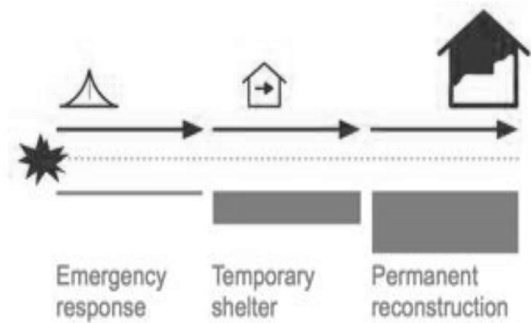 Emergency
response
Temporary
shelter
Permanent
reconstruction